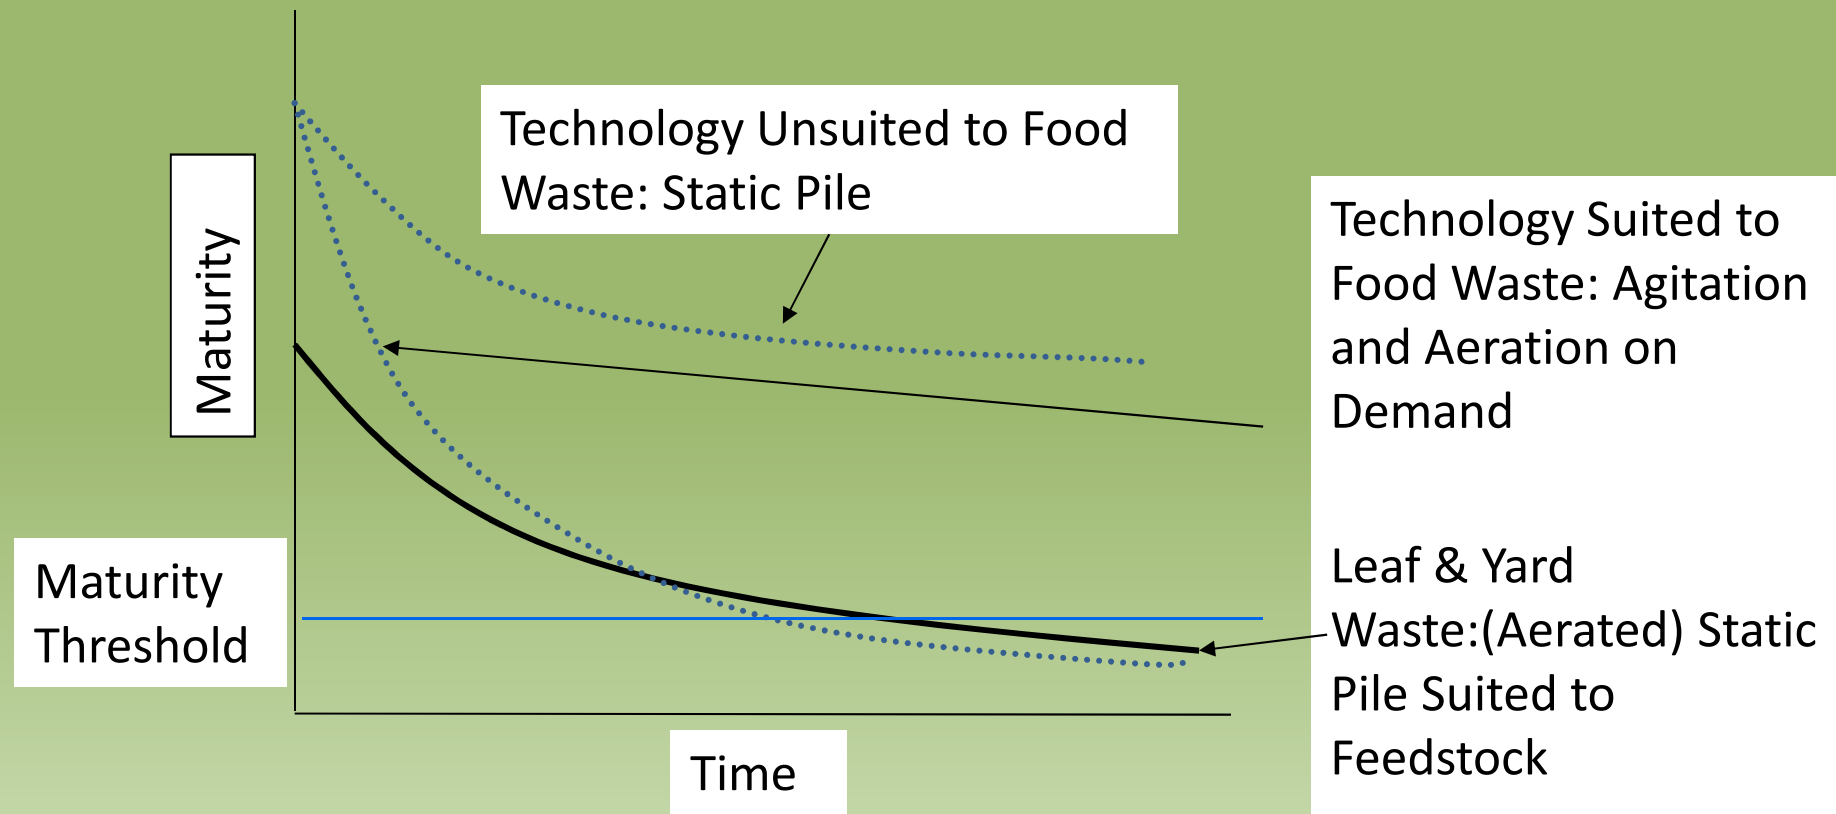 Technology Unsuited to Food
Waste: Static Pile
Maturity
Technology Suited to
Food Waste: Agitation
and Aeration on
Demand
Maturity
Threshold
Leaf & Yard
Waste:(Aerated) Static
Pile Suited to
Feedstock
Time